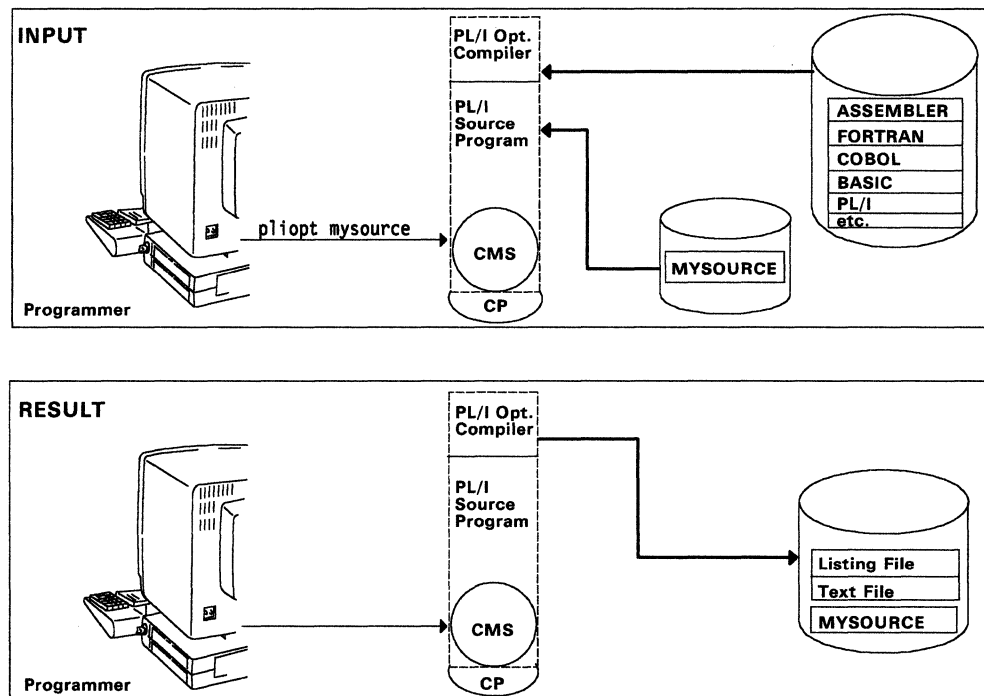 INPUT
PL/I Opt.
Compiler
PL/I
Source
Program
ASSEMBLER
FORTRAN
COBOL
BASIC
PL/I
etc.
pliopt mysource
CMS
MYSOURCE
CP
Programmer
RESULT
PL/I Opt.
Compiler
PL/I
Source
Program
Listing File
Text File
MYSOURCE
CMS
CP
Programmer